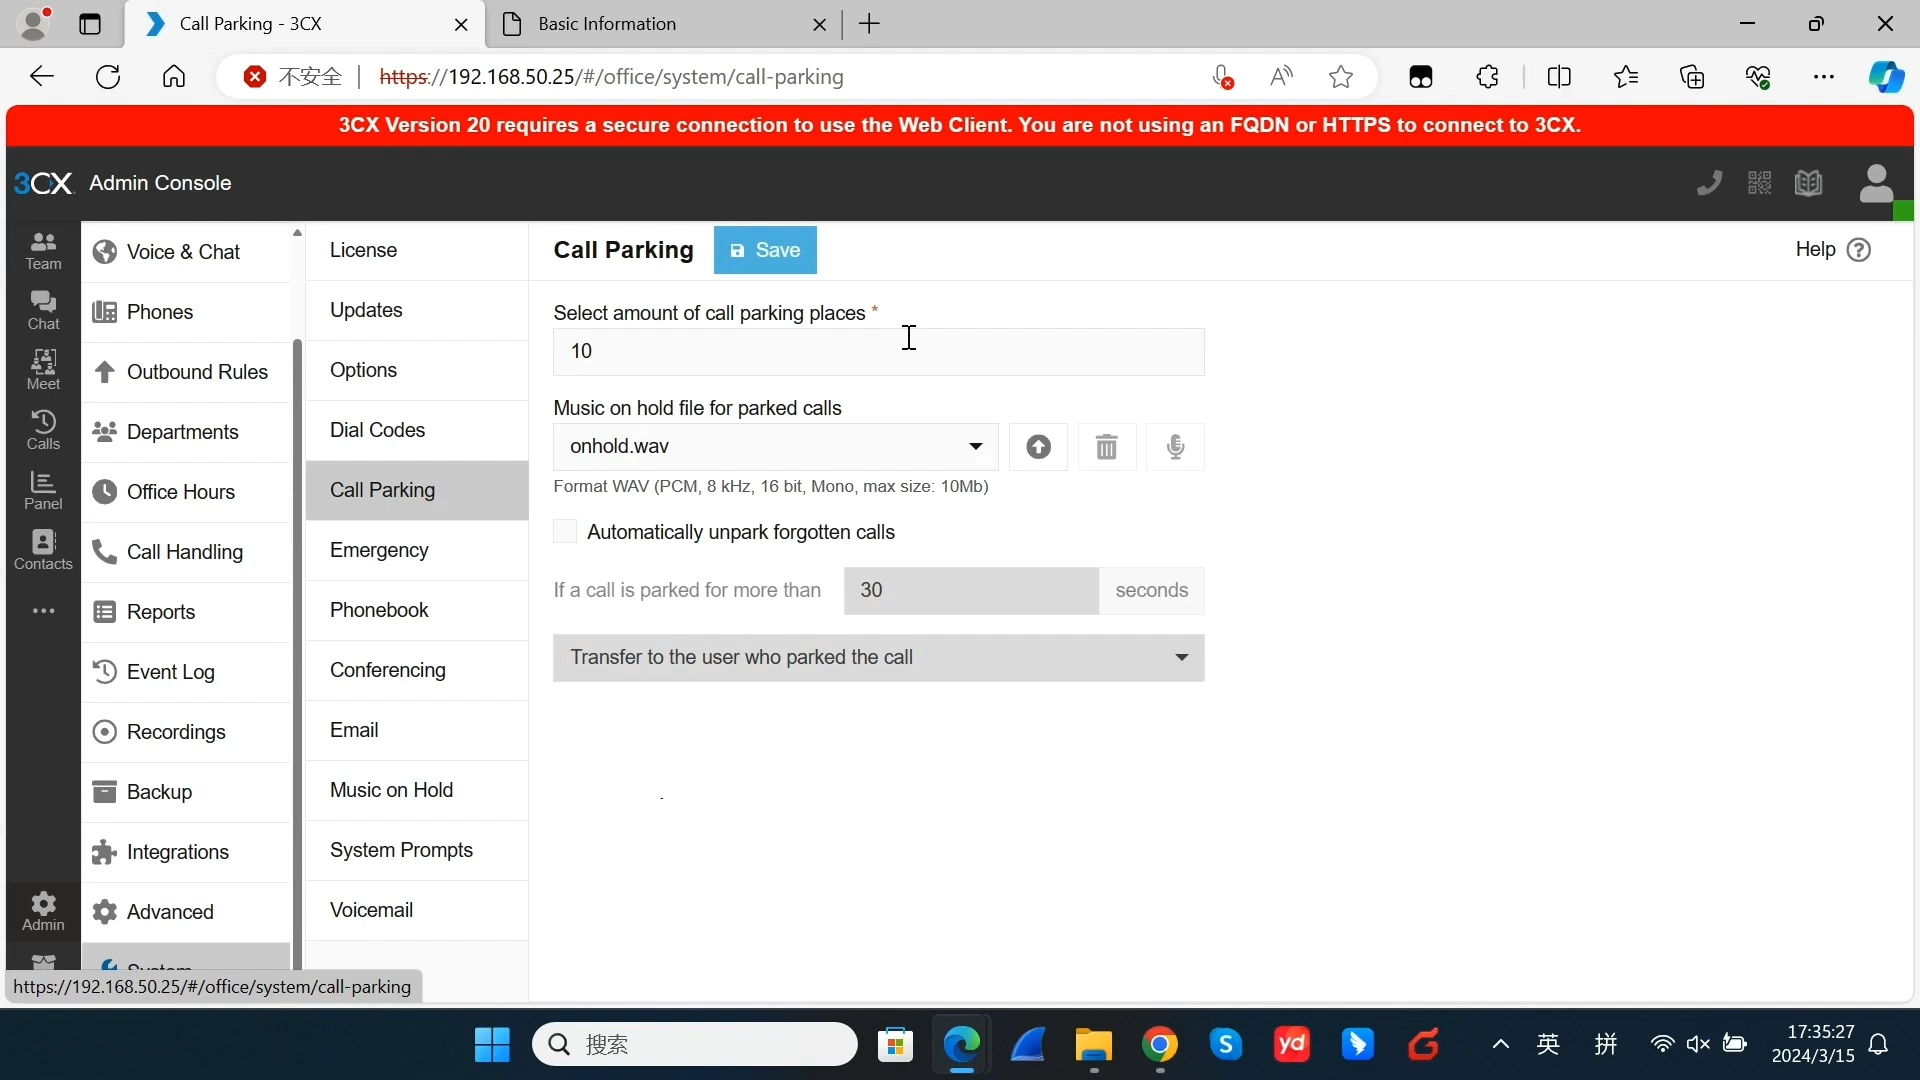 Call Parking - 3CX
Basic Information
不安全
https://192.168.50.25/#/office/system/call-parking
3CX Version 20 requires a secure connection to use the Web Client. You are not using an FQDN or HTTPS to connect to 3CX.
3CX Admin Console
Team
Chat
Meet
Calls
Panel
Contacts
Admin
Voice & Chat
Phones
Outbound Rules
Departments
Office Hours
Call Handling
Reports
Event Log
Recordings
Backup
Integrations
Advanced
System
License
Updates
Options
Dial Codes
Call Parking
Emergency
Phonebook
Conferencing
Email
Music on Hold
System Prompts
Voicemail
Call Parking
Save
Help
Select amount of call parking places *
10
Music on hold file for parked calls
onhold.wav
Format WAV (PCM, 8 kHz, 16 bit, Mono, max size: 10Mb)
Automatically unpark forgotten calls
If a call is parked for more than 30 seconds
Transfer to the user who parked the call
https://192.168.50.25/#/office/system/call-parking
搜索
S
yd
英
拼
17:35:27
2024/3/15